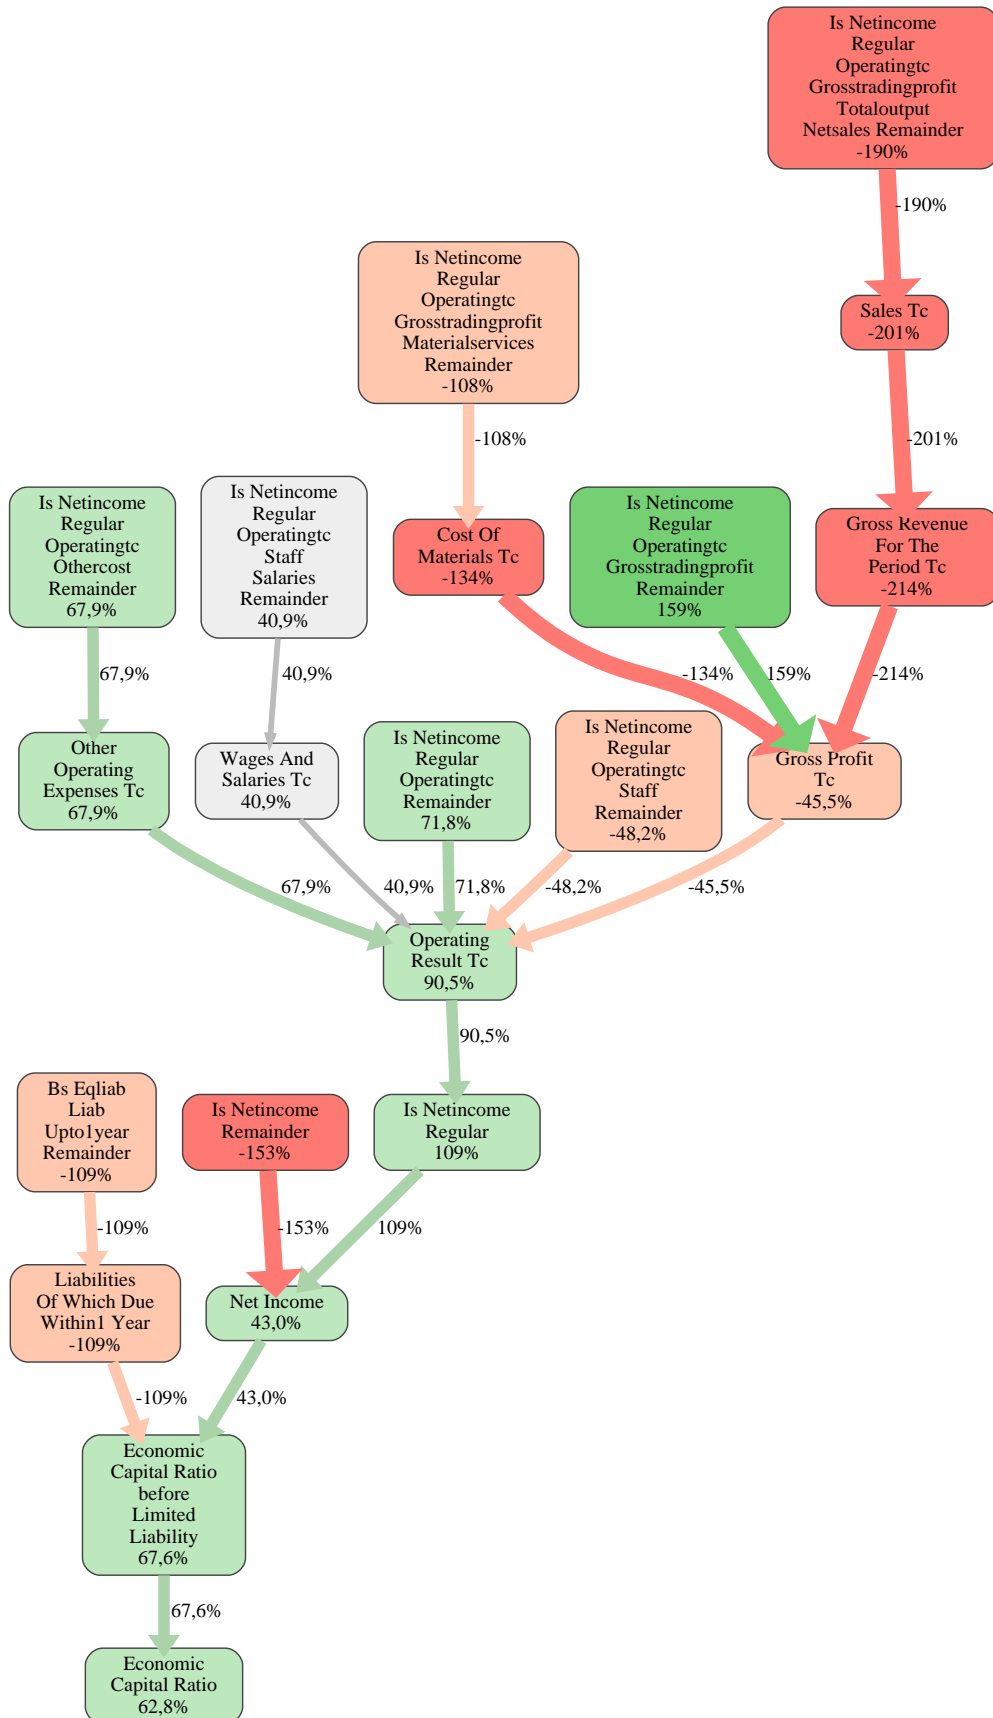 Is Netincome
Regular
Operatingtc
Grosstradingprofit
Totaloutput
Netsales Remainder
-190%
-190%
Is Netincome
Regular
Operatingtc
Grosstradingprofit
Materialservices
Remainder
-108%
Sales Tc
-201%
-108%
-201%
Is Netincome
Regular
Operatingtc
Othercost
Remainder
67,9%
Is Netincome
Regular
Operatingtc
Staff
Salaries
Remainder
40,9%
Cost Of
Materials Tc
-134%
Is Netincome
Regular
Operatingtc
Grosstradingprofit
Remainder
159%
Gross Revenue
For The
Period Tc
-214%
67,9%
40,9%
-134%
159%
-214%
Other
Operating
Expenses Tc
67,9%
Wages And
Salaries Tc
40,9%
Is Netincome
Regular
Operatingtc
Remainder
71,8%
Is Netincome
Regular
Operatingtc
Staff
Remainder
-48,2%
Gross Profit
Tc
-45,5%
67,9%
40,9%
71,8%
-48,2%
-45,5%
Operating
Result Tc
90,5%
90,5%
Bs Eqliab
Liab
Upto1year
Remainder
-109%
Is Netincome
Remainder
-153%
Is Netincome
Regular
109%
-109%
-153%
109%
Liabilities
Of Which Due
Within1 Year
-109%
Net Income
43,0%
-109%
43,0%
Economic
Capital Ratio
before
Limited
Liability
67,6%
67,6%
Economic
Capital Ratio
62,8%